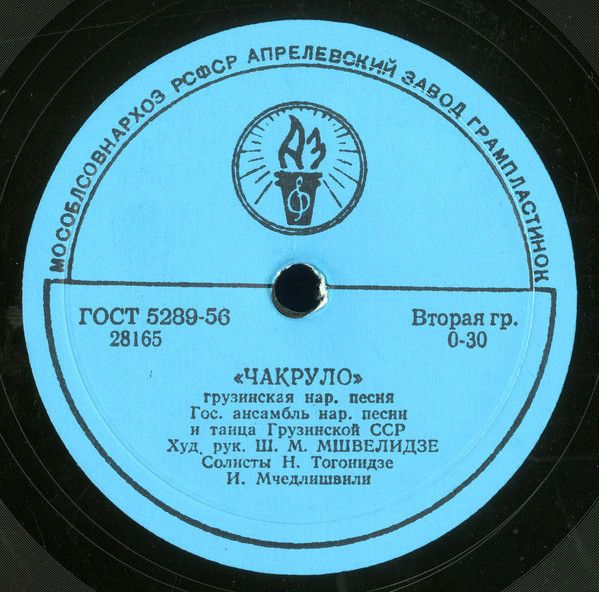 МОСОБЛСОВНАРХОЗ РСФСР АПРЕЛЕВСКИЙ ЗАВОД ГРАМПЛАСТИНОК
АЗ
ГОСТ 5289-56
28165
Вторая гр.
0-30
«ЧАКРУЛО»
грузинская нар. песня
Гос. ансамбль нар. песни
и танца Грузинской ССР
Худ. рук. Ш. М. МШВЕЛИДЗЕ
Солисты Н. Тогонидзе
И. Мчедлишвили